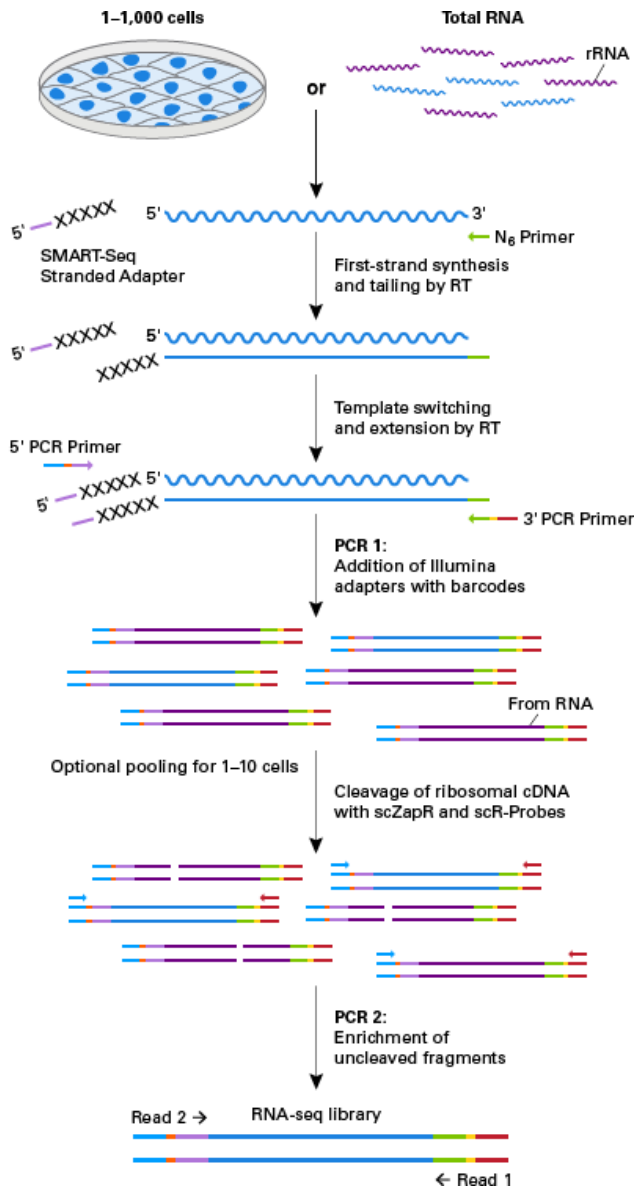 1–1,000 cells
Total RNA
rRNA
or
5'
XXXXX
5'
3'
N6 Primer
SMART-Seq
Stranded Adapter
First-strand synthesis
and tailing by RT
5'
XXXXX
5'
XXXXX
Template switching
and extension by RT
5' PCR Primer
5'
XXXXX
5'
XXXXX
3' PCR Primer
PCR 1:
Addition of Illumina
adapters with barcodes
From RNA
Optional pooling for 1–10 cells
Cleavage of ribosomal cDNA
with scZapR and scR-Probes
PCR 2:
Enrichment of
uncleaved fragments
Read 2 →
RNA-seq library
← Read 1